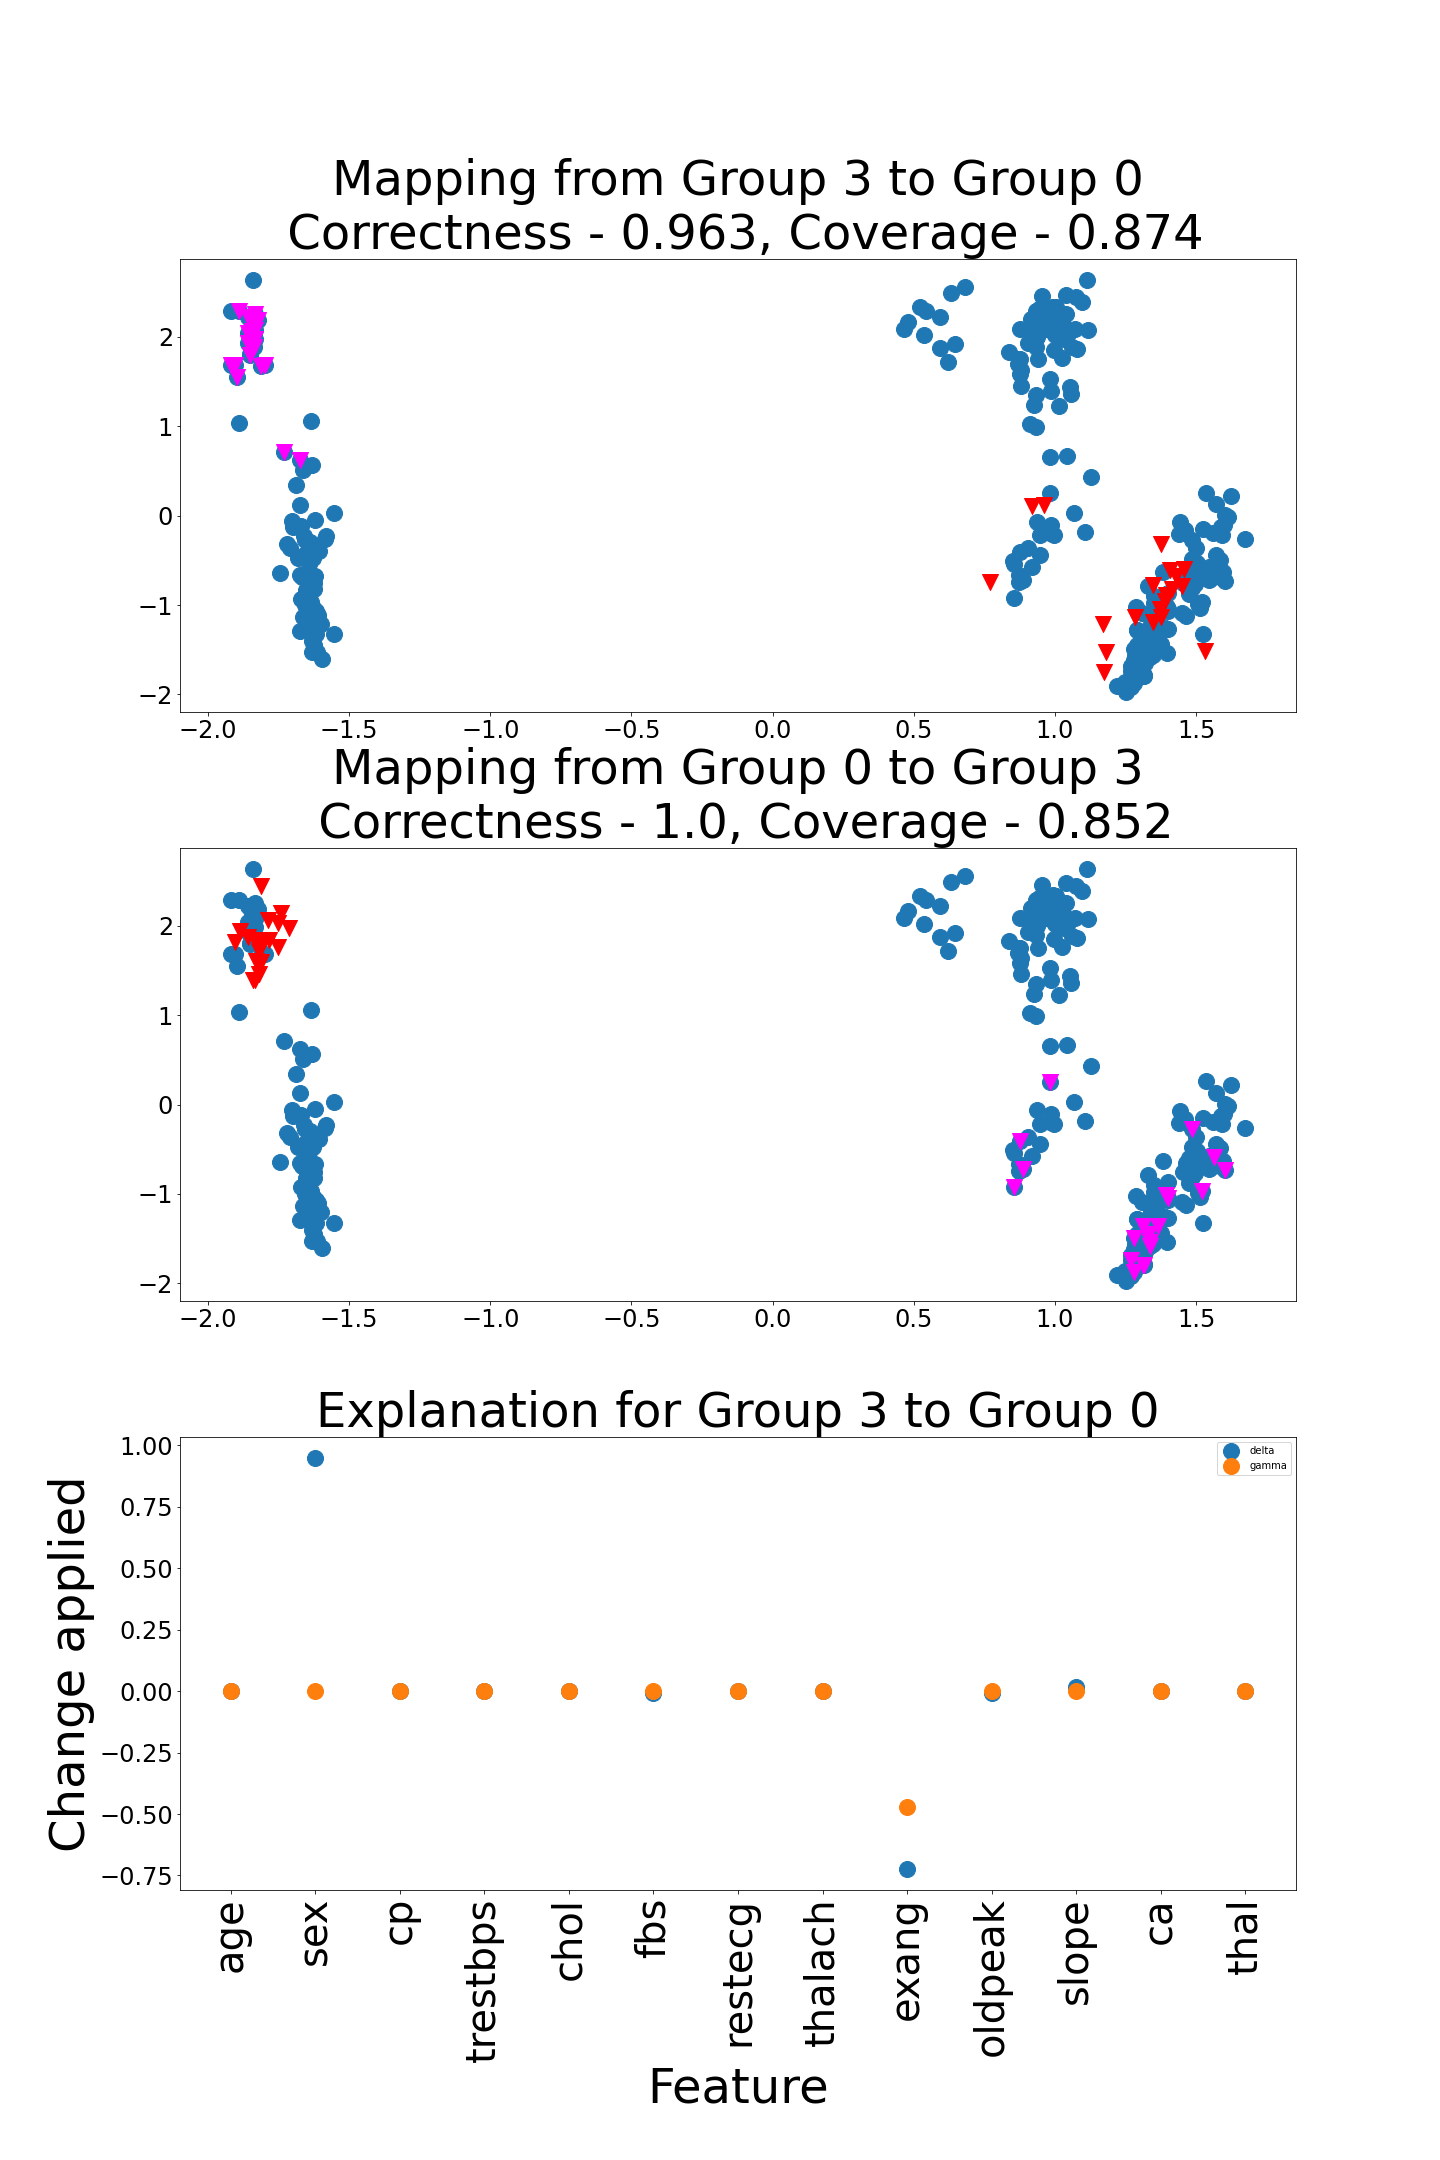 Mapping from Group 3 to Group 0
Correctness - 0.963, Coverage - 0.874
2
1
0
−1
−2
−2.0 −1.5 −1.0 −0.5 0.0 0.5 1.0 1.5
Mapping from Group 0 to Group 3
Correctness - 1.0, Coverage - 0.852
2
1
0
−1
−2
−2.0 −1.5 −1.0 −0.5 0.0 0.5 1.0 1.5
Explanation for Group 3 to Group 0
Change applied
1.00
0.75
0.50
0.25
0.00
−0.25
−0.50
−0.75
delta
gamma
age
sex
cp
trestbps
chol
fbs
restecg
thalach
exang
oldpeak
slope
ca
thal
Feature